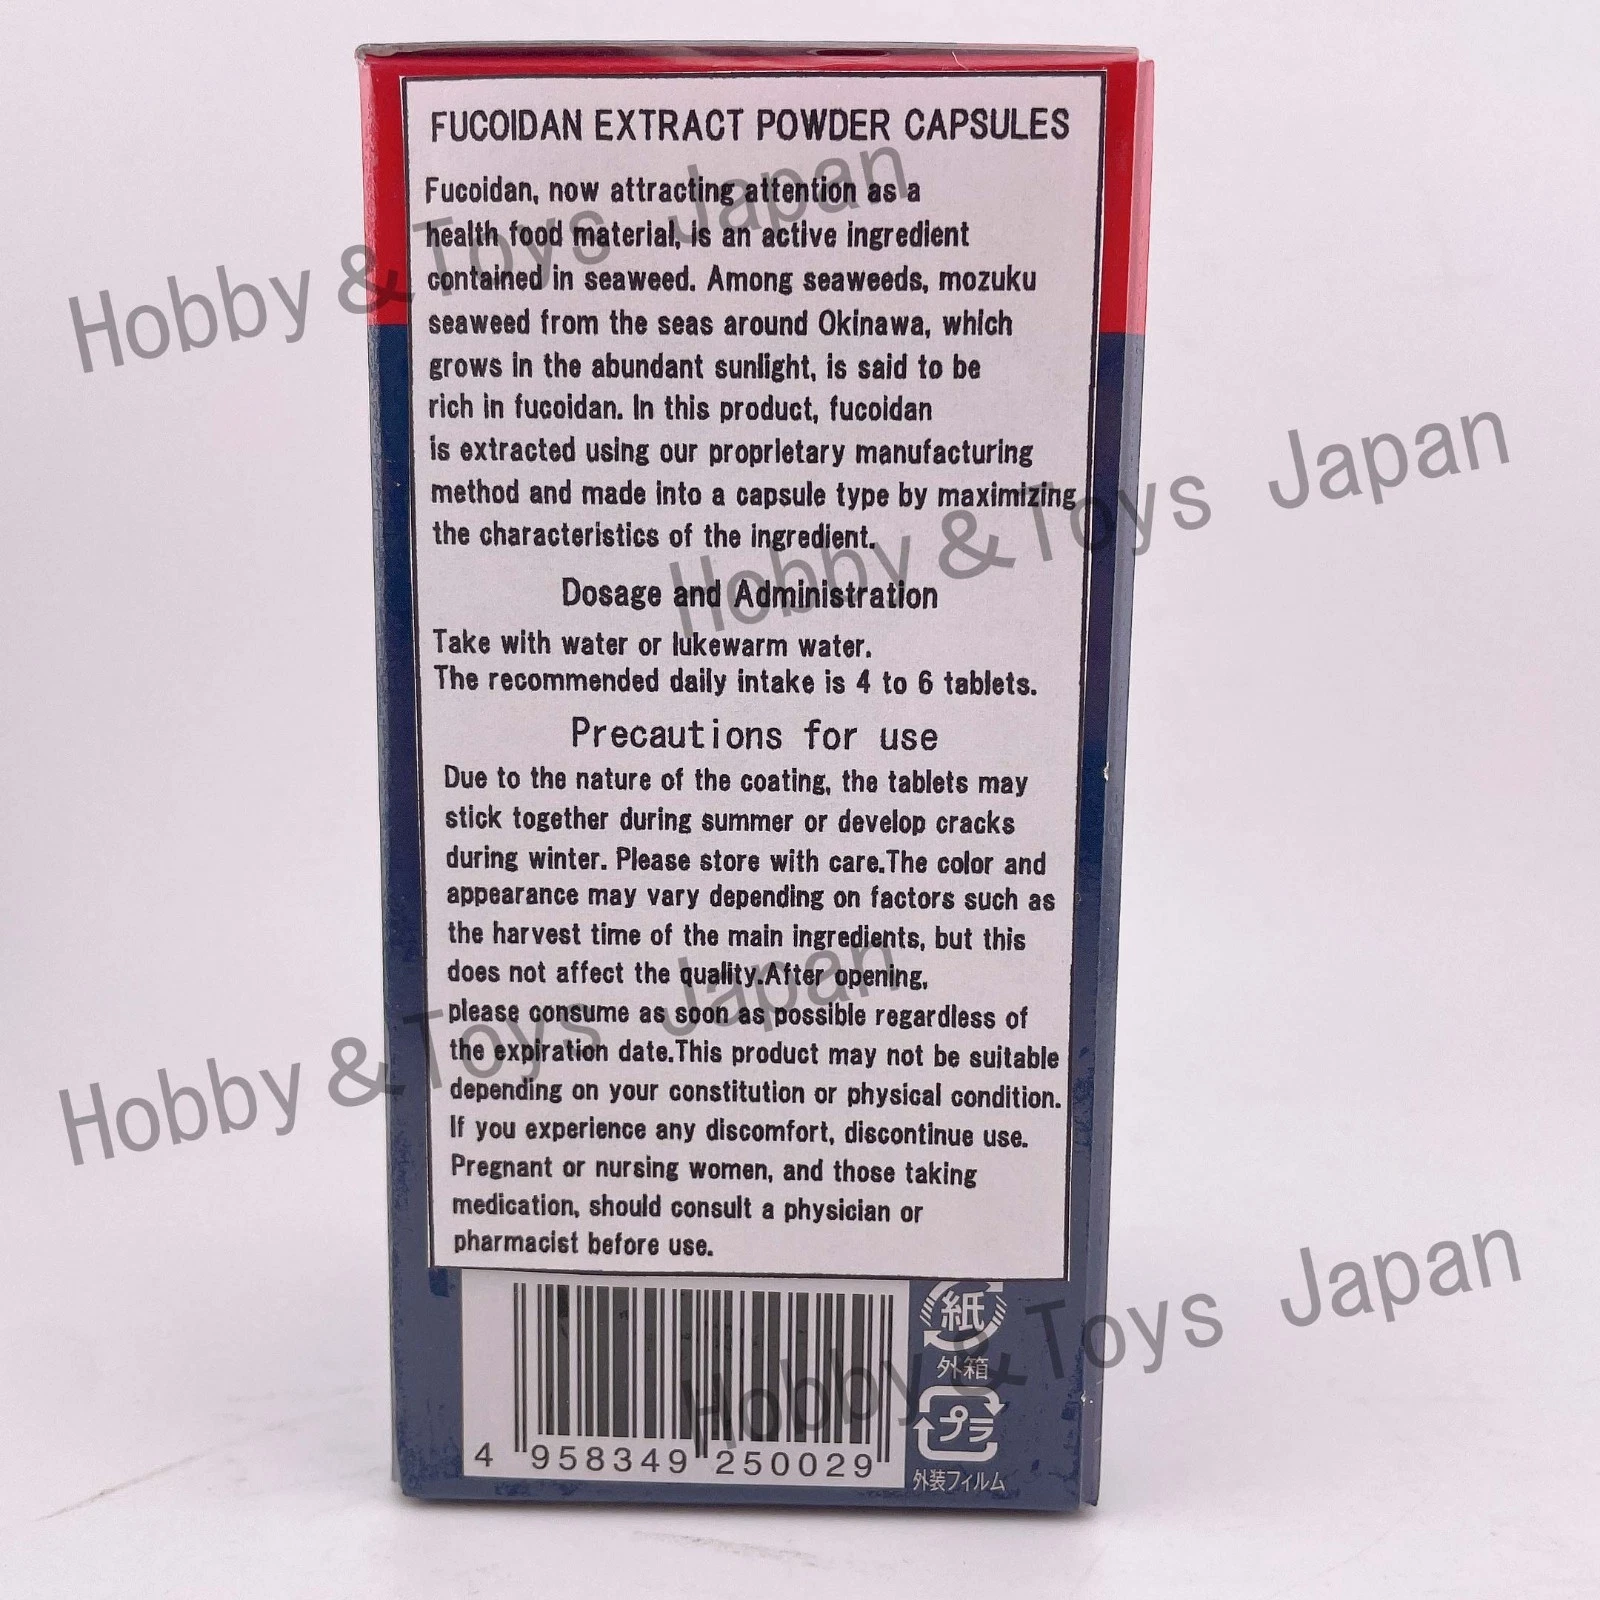 FUCOIDAN EXTRACT POWDER CAPSULES
Fucoidan, now attracting attention as a
health food material, is an active ingredient
contained in seaweed. Among seaweeds, mozuku
seaweed from the seas around Okinawa, which
grows in the abundant sunlight, is said to be
rich in fucoidan. In this product, fucoidan
is extracted using our proprietary manufacturing
method and made into a capsule type by maximizing
the characteristics of the ingredient.
Dosage and Administration
Take with water or lukewarm water.
The recommended daily intake is 4 to 6 tablets.
Precautions for use
Due to the nature of the coating, the tablets may
stick together during summer or develop cracks
during winter. Please store with care.The color and
appearance may vary depending on factors such as
the harvest time of the main ingredients, but this
does not affect the quality.After opening,
please consume as soon as possible regardless of
the expiration date.This product may not be suitable
depending on your constitution or physical condition.
If you experience any discomfort, discontinue use.
Pregnant or nursing women, and those taking
medication, should consult a physician or
pharmacist before use.
紙
外箱
プラ
外装フィルム
4 958349 250029
Hobby & Toys Japan
Hobby & Toys Japan
Hobby & Toys Japan
Hobby & Toys Japan